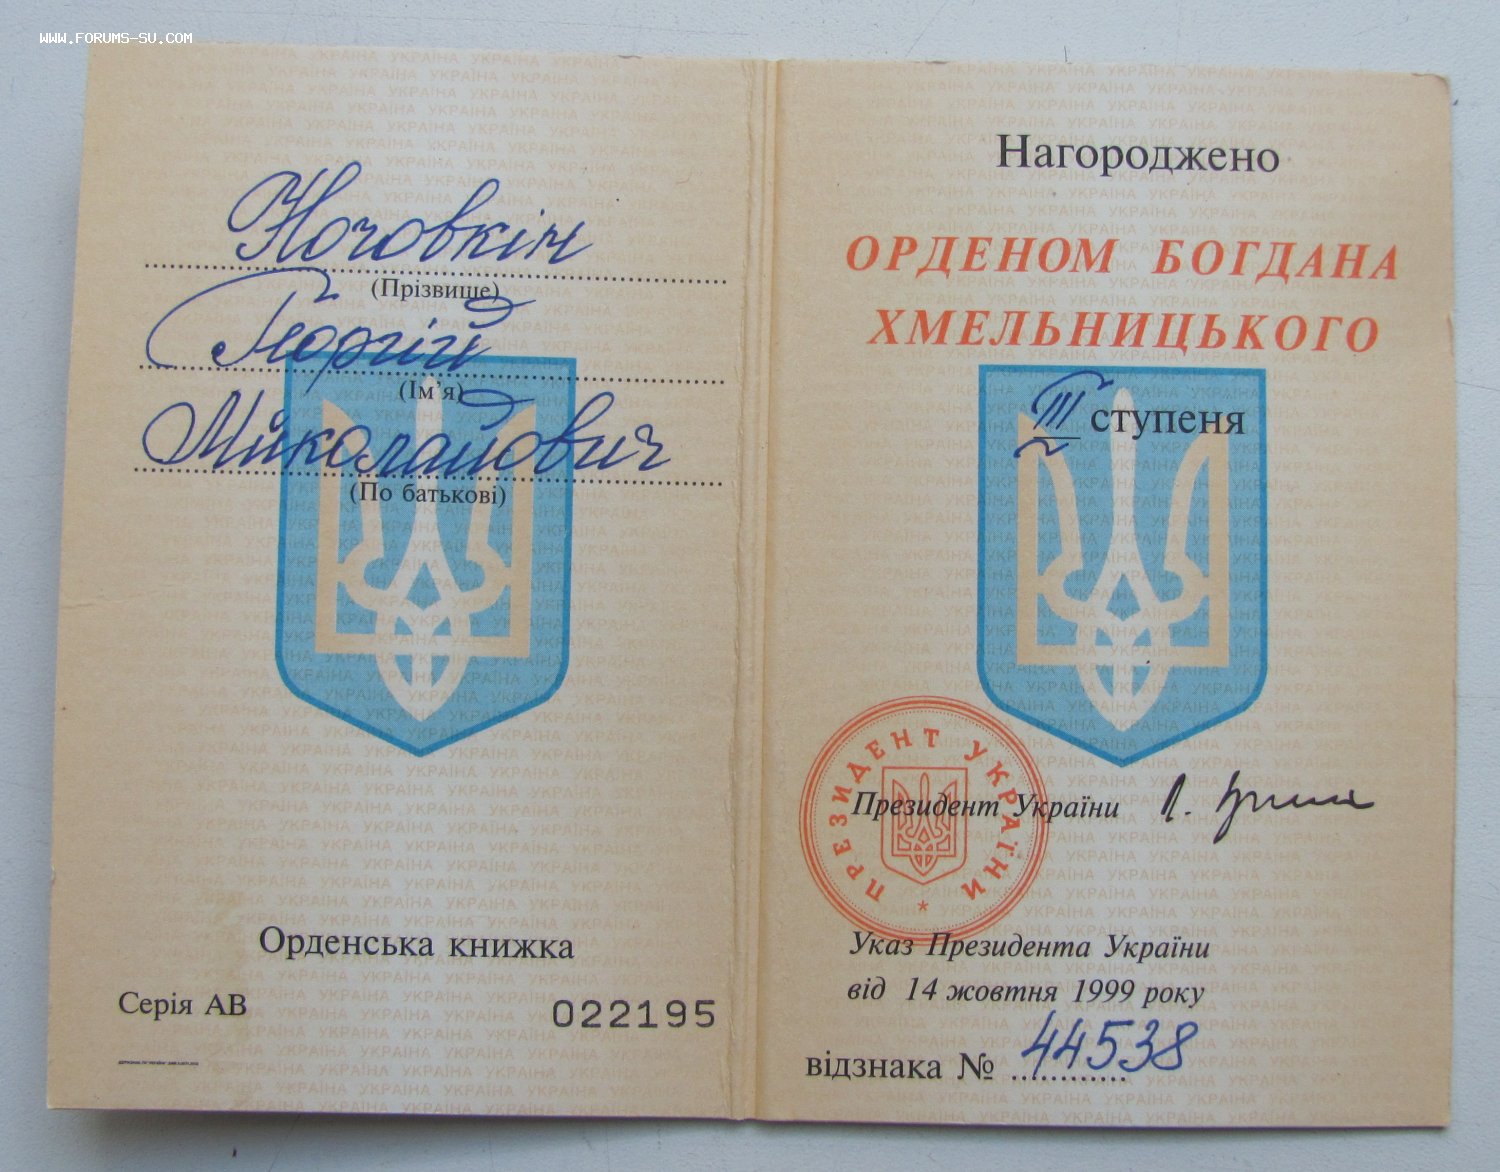 WWW.FORUMS-SU.COM
Ночовкін
(Прізвище)
Георгій
(Ім'я)
Миколайович
(По батькові)
Орденська книжка
Серія АВ 022195
Нагороджено
ОРДЕНОМ БОГДАНА
ХМЕЛЬНИЦЬКОГО
III ступеня
ПРЕЗИДЕНТ УКРАЇНИ
Президент України
Указ Президента України
від 14 жовтня 1999 року
відзнака № 44538